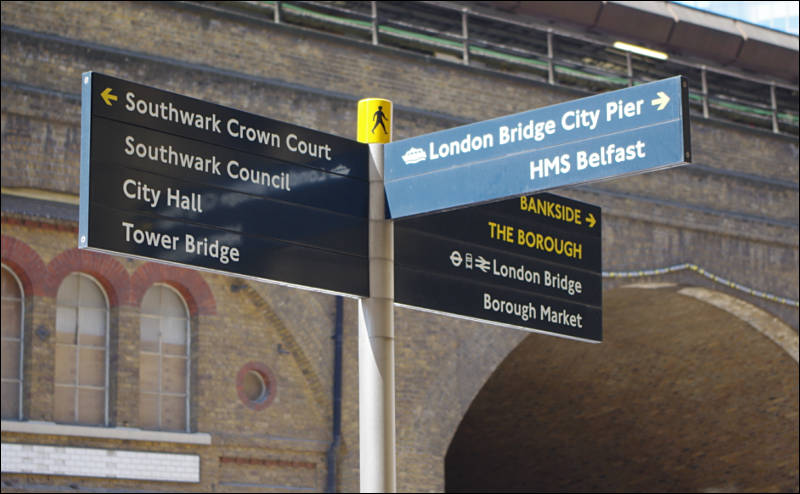 Southwark Crown Court
Southwark Council
City Hall
Tower Bridge
London Bridge City Pier
HMS Belfast
BANKSIDE
THE BOROUGH
London Bridge
Borough Market